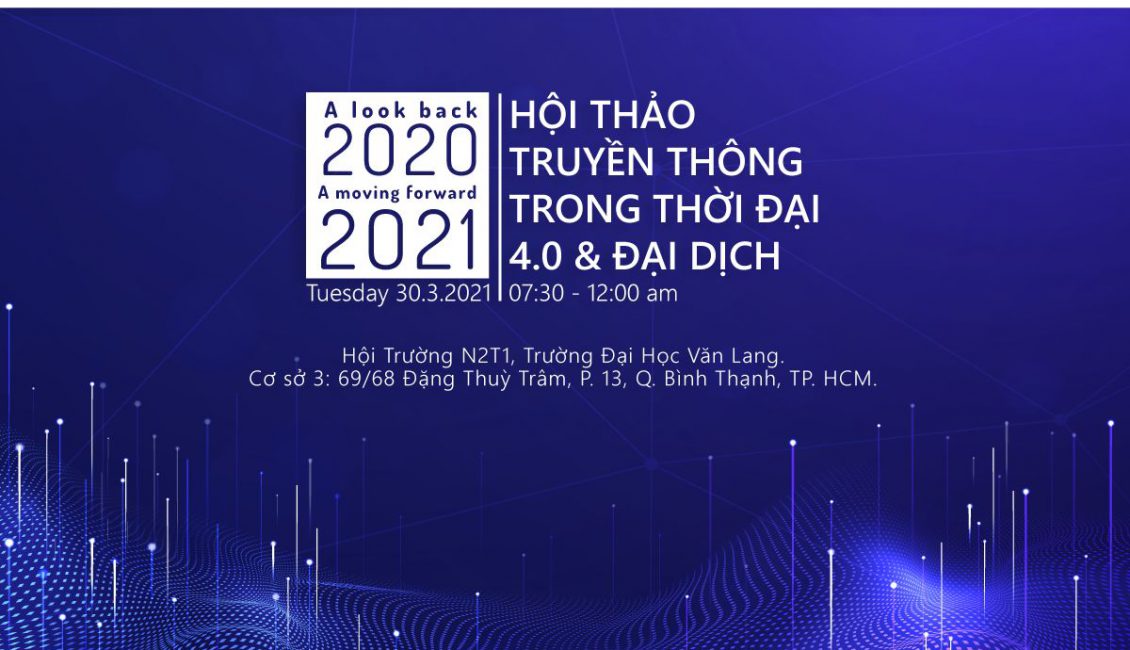 A look back
2020
A moving forward
2021
HỘI THẢO
TRUYỀN THÔNG
TRONG THỜI ĐẠI
4.0 & ĐẠI DỊCH
Tuesday 30.3.2021
07:30 - 12:00 am
Hội Trường N2T1, Trường Đại Học Văn Lang.
Cơ sở 3: 69/68 Đặng Thuỳ Trâm, P. 13, Q. Bình Thạnh, TP. HCM.